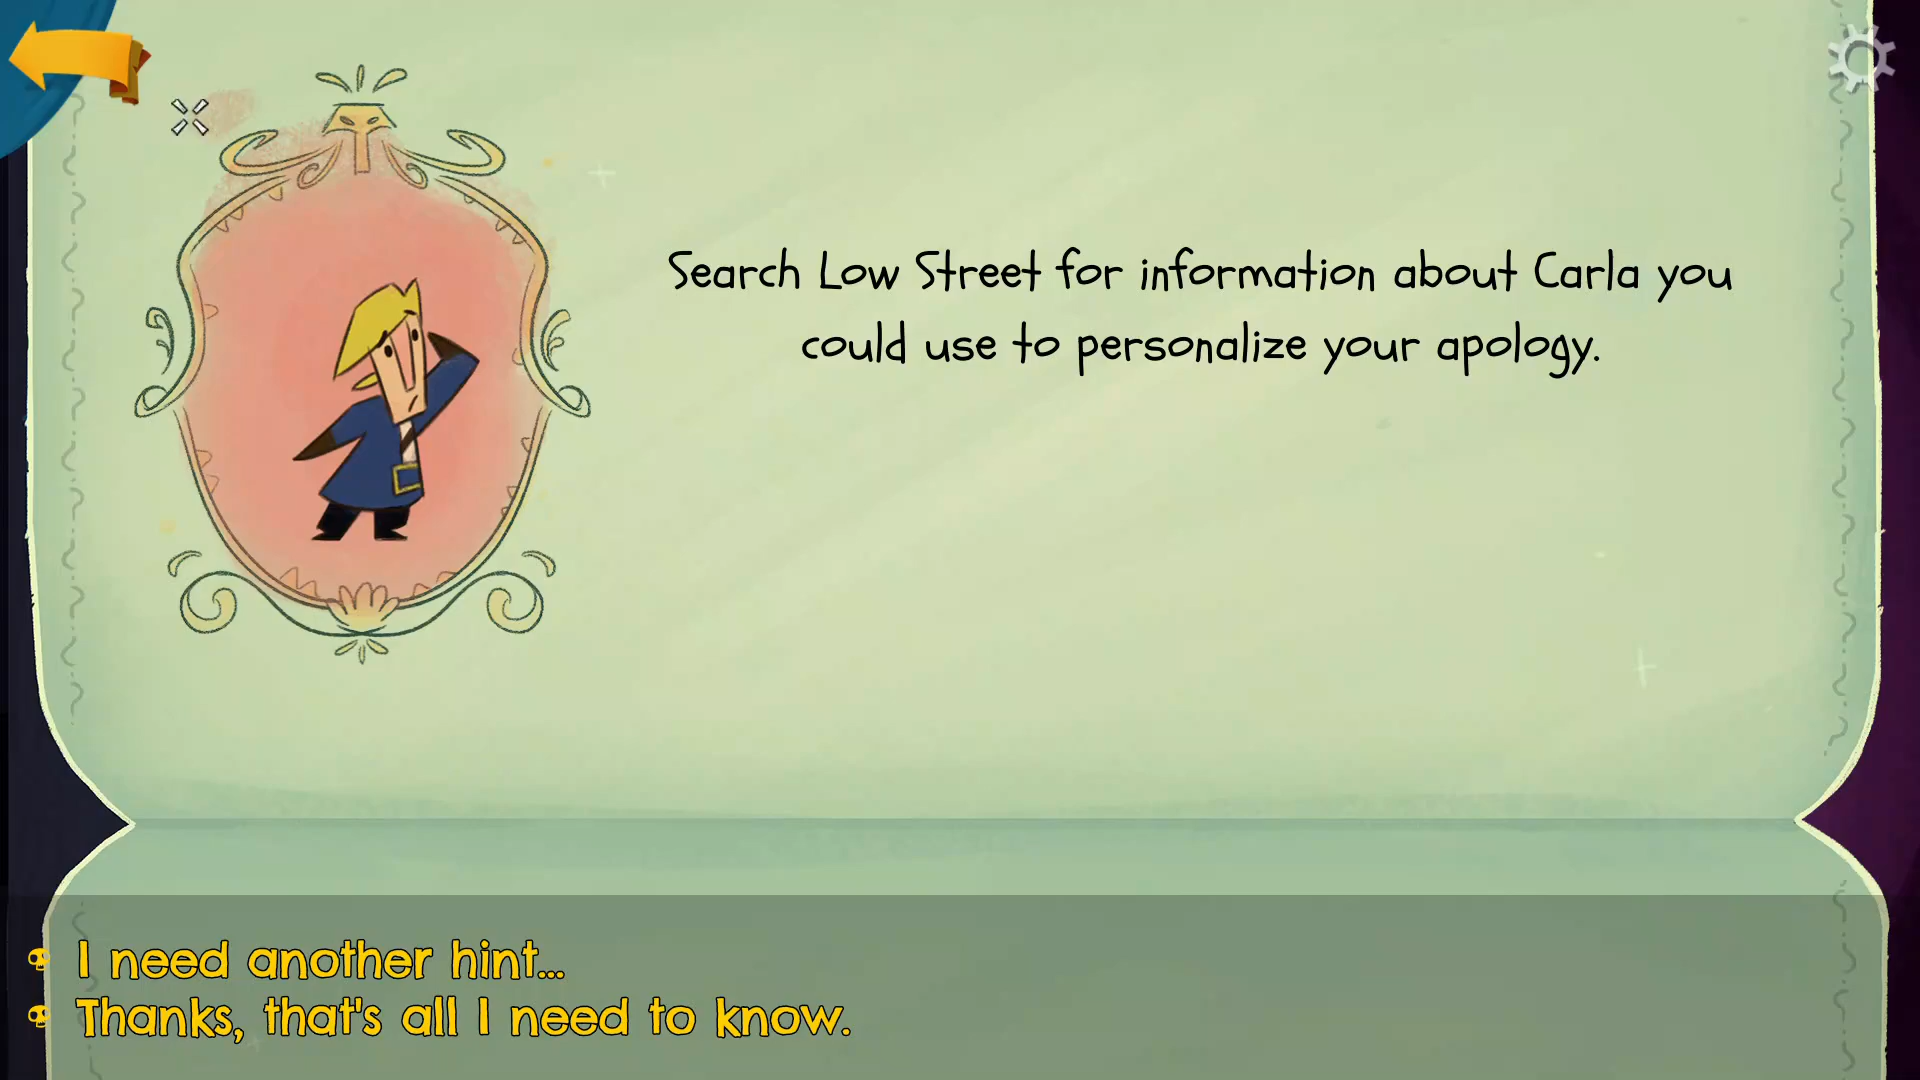 Search Low Street for information about Carla you
could use to personalize your apology.
I need another hint...
Thanks, that's all I need to know.